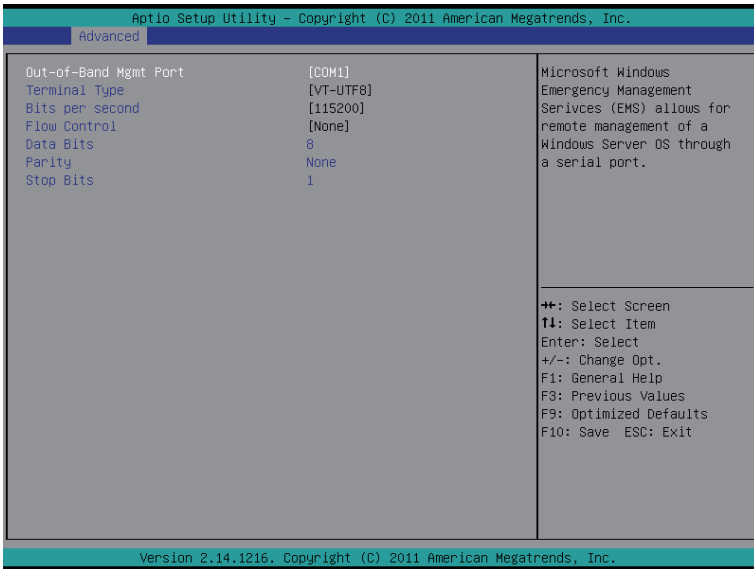 Aptio Setup Utility – Copyright (C) 2011 American Megatrends, Inc.
Advanced
Out-of-Band Mgmt Port [COM1]
Terminal Type [VT-UTF8]
Bits per second [115200]
Flow Control [None]
Data Bits 8
Parity None
Stop Bits 1
Microsoft Windows
Emergency Management
Serivces (EMS) allows for
remote management of a
Windows Server OS through
a serial port.
→←: Select Screen
↑↓: Select Item
Enter: Select
+/-: Change Opt.
F1: General Help
F3: Previous Values
F9: Optimized Defaults
F10: Save ESC: Exit
Version 2.14.1216. Copyright (C) 2011 American Megatrends, Inc.